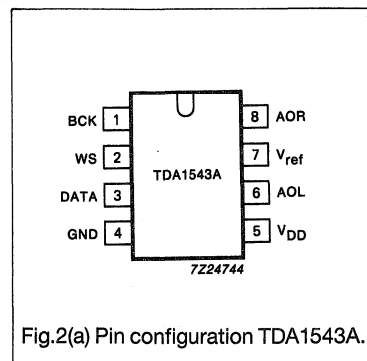 BCK 1 8 AOR
WS 2 7 Vref
TDA1543A
DATA 3 6 AOL
GND 4 5 VDD
7Z24744
Fig.2(a) Pin configuration TDA1543A.